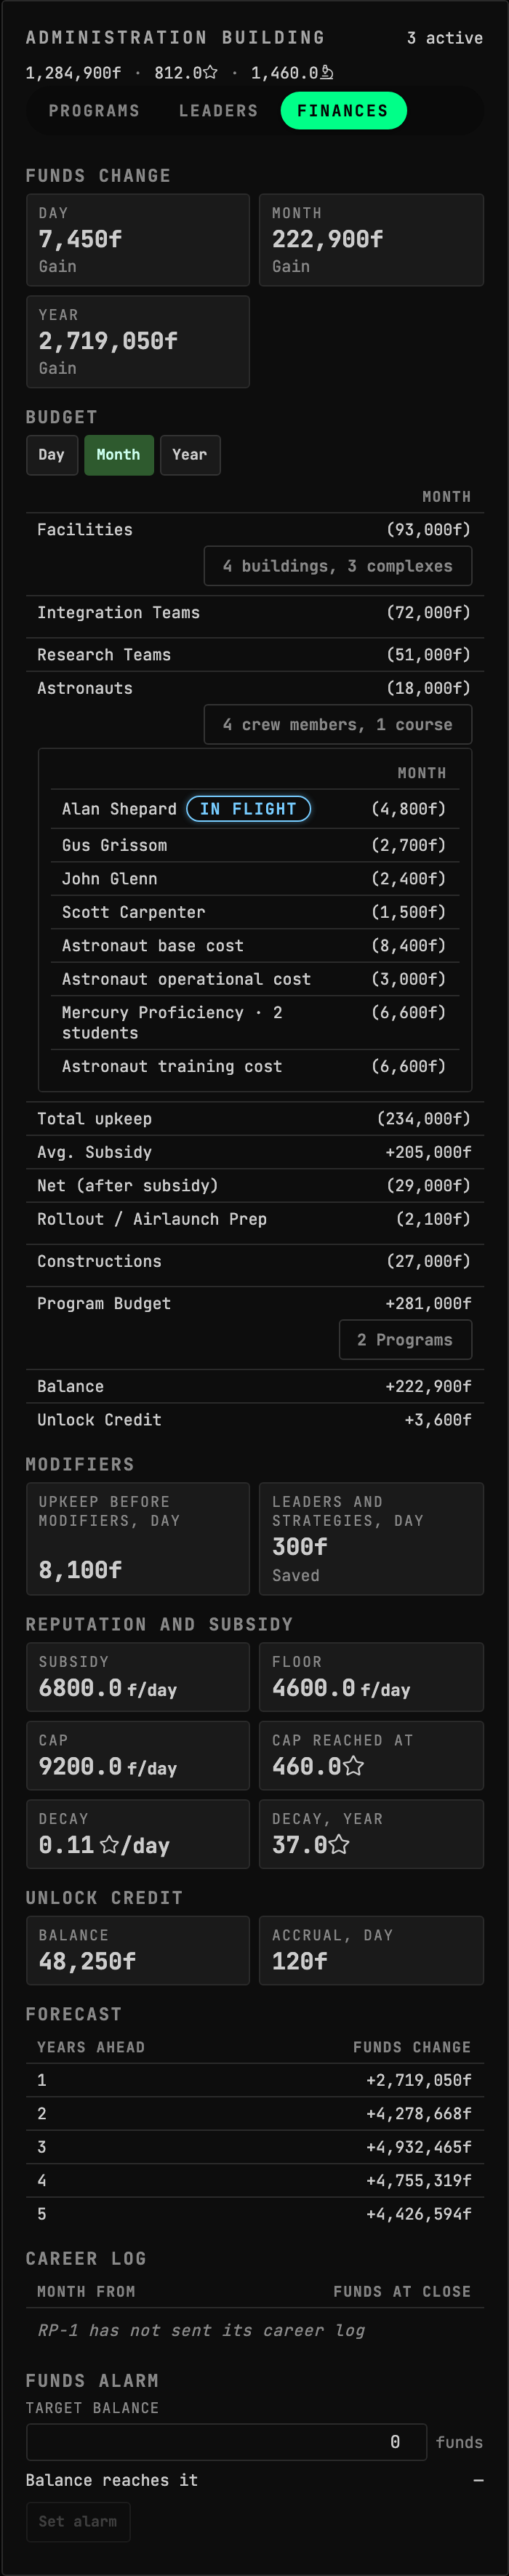 ADMINISTRATION BUILDING
3 active
1,284,900f · 812.0 · 1,460.0
PROGRAMS LEADERS FINANCES
FUNDS CHANGE
DAY
7,450f
Gain
MONTH
222,900f
Gain
YEAR
2,719,050f
Gain
BUDGET
Day Month Year
MONTH
Facilities (93,000f)
4 buildings, 3 complexes
Integration Teams (72,000f)
Research Teams (51,000f)
Astronauts (18,000f)
4 crew members, 1 course
MONTH
Alan Shepard IN FLIGHT (4,800f)
Gus Grissom (2,700f)
John Glenn (2,400f)
Scott Carpenter (1,500f)
Astronaut base cost (8,400f)
Astronaut operational cost (3,000f)
Mercury Proficiency · 2 (6,600f)
students
Astronaut training cost (6,600f)
Total upkeep (234,000f)
Avg. Subsidy +205,000f
Net (after subsidy) (29,000f)
Rollout / Airlaunch Prep (2,100f)
Constructions (27,000f)
Program Budget +281,000f
2 Programs
Balance +222,900f
Unlock Credit +3,600f
MODIFIERS
UPKEEP BEFORE
MODIFIERS, DAY
8,100f
LEADERS AND
STRATEGIES, DAY
300f
Saved
REPUTATION AND SUBSIDY
SUBSIDY
6800.0 f/day
FLOOR
4600.0 f/day
CAP
9200.0 f/day
CAP REACHED AT
460.0
DECAY
0.11 /day
DECAY, YEAR
37.0
UNLOCK CREDIT
BALANCE
48,250f
ACCRUAL, DAY
120f
FORECAST
YEARS AHEAD FUNDS CHANGE
1 +2,719,050f
2 +4,278,668f
3 +4,932,465f
4 +4,755,319f
5 +4,426,594f
CAREER LOG
MONTH FROM FUNDS AT CLOSE
RP-1 has not sent its career log
FUNDS ALARM
TARGET BALANCE
0 funds
Balance reaches it —
Set alarm